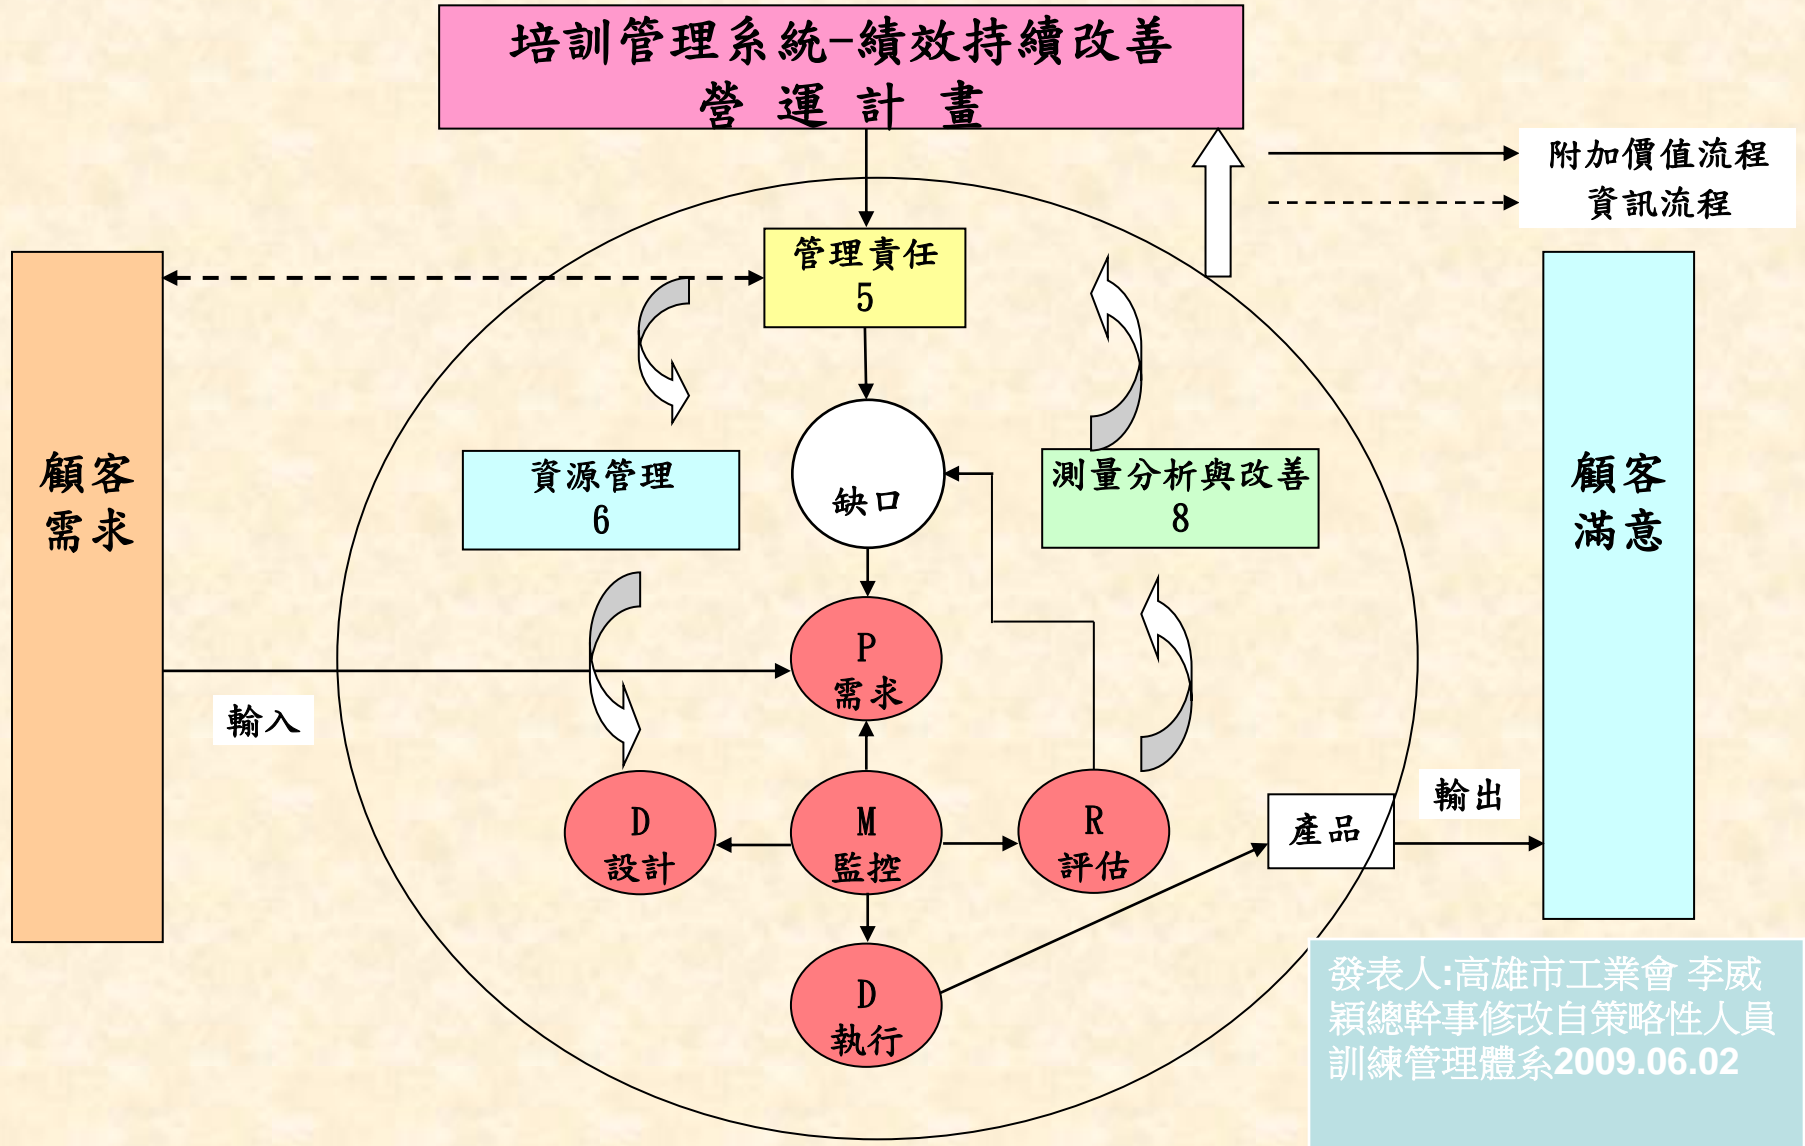 培訓管理系統-績效持續改善
營運計畫
附加價值流程
資訊流程
管理責任
5
顧客
需求
資源管理
6
缺口
測量分析與改善
8
顧客
滿意
P
需求
輸入
D
設計
M
監控
R
評估
產品
輸出
D
執行
發表人:高雄市工業會 李威
穎總幹事修改自策略性人員
訓練管理體系2009.06.02